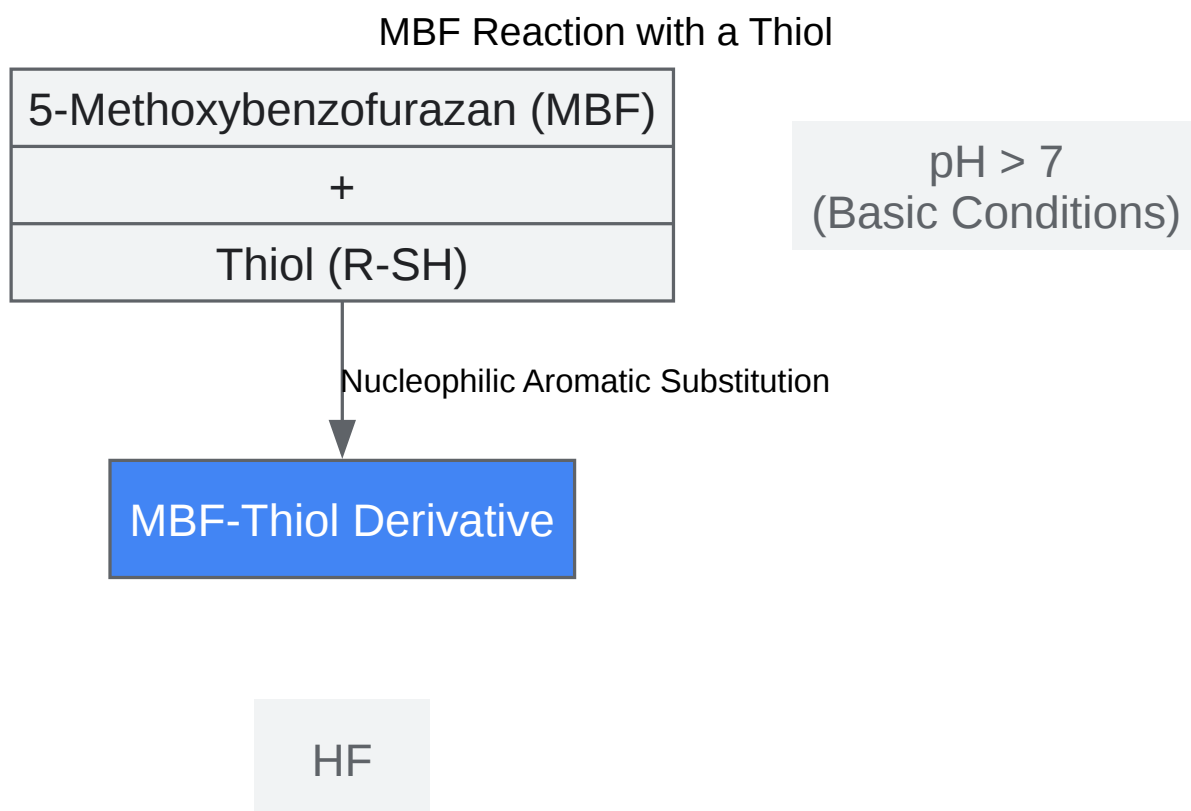 MBF Reaction with a Thiol
5-Methoxybenzofurazan (MBF)
+
Thiol (R-SH)
pH > 7
(Basic Conditions)
Nucleophilic Aromatic Substitution
MBF-Thiol Derivative
HF